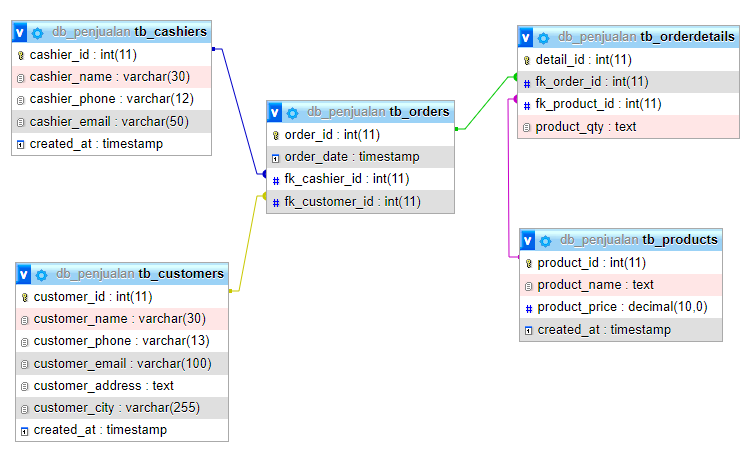 db_penjualan tb_cashiers
cashier_id : int(11)
cashier_name : varchar(30)
cashier_phone : varchar(12)
cashier_email : varchar(50)
created_at : timestamp
db_penjualan tb_customers
customer_id : int(11)
customer_name : varchar(30)
customer_phone : varchar(13)
customer_email : varchar(100)
customer_address : text
customer_city : varchar(255)
created_at : timestamp
db_penjualan tb_orders
order_id : int(11)
order_date : timestamp
fk_cashier_id : int(11)
fk_customer_id : int(11)
db_penjualan tb_orderdetails
detail_id : int(11)
fk_order_id : int(11)
fk_product_id : int(11)
product_qty : text
db_penjualan tb_products
product_id : int(11)
product_name : text
product_price : decimal(10,0)
created_at : timestamp